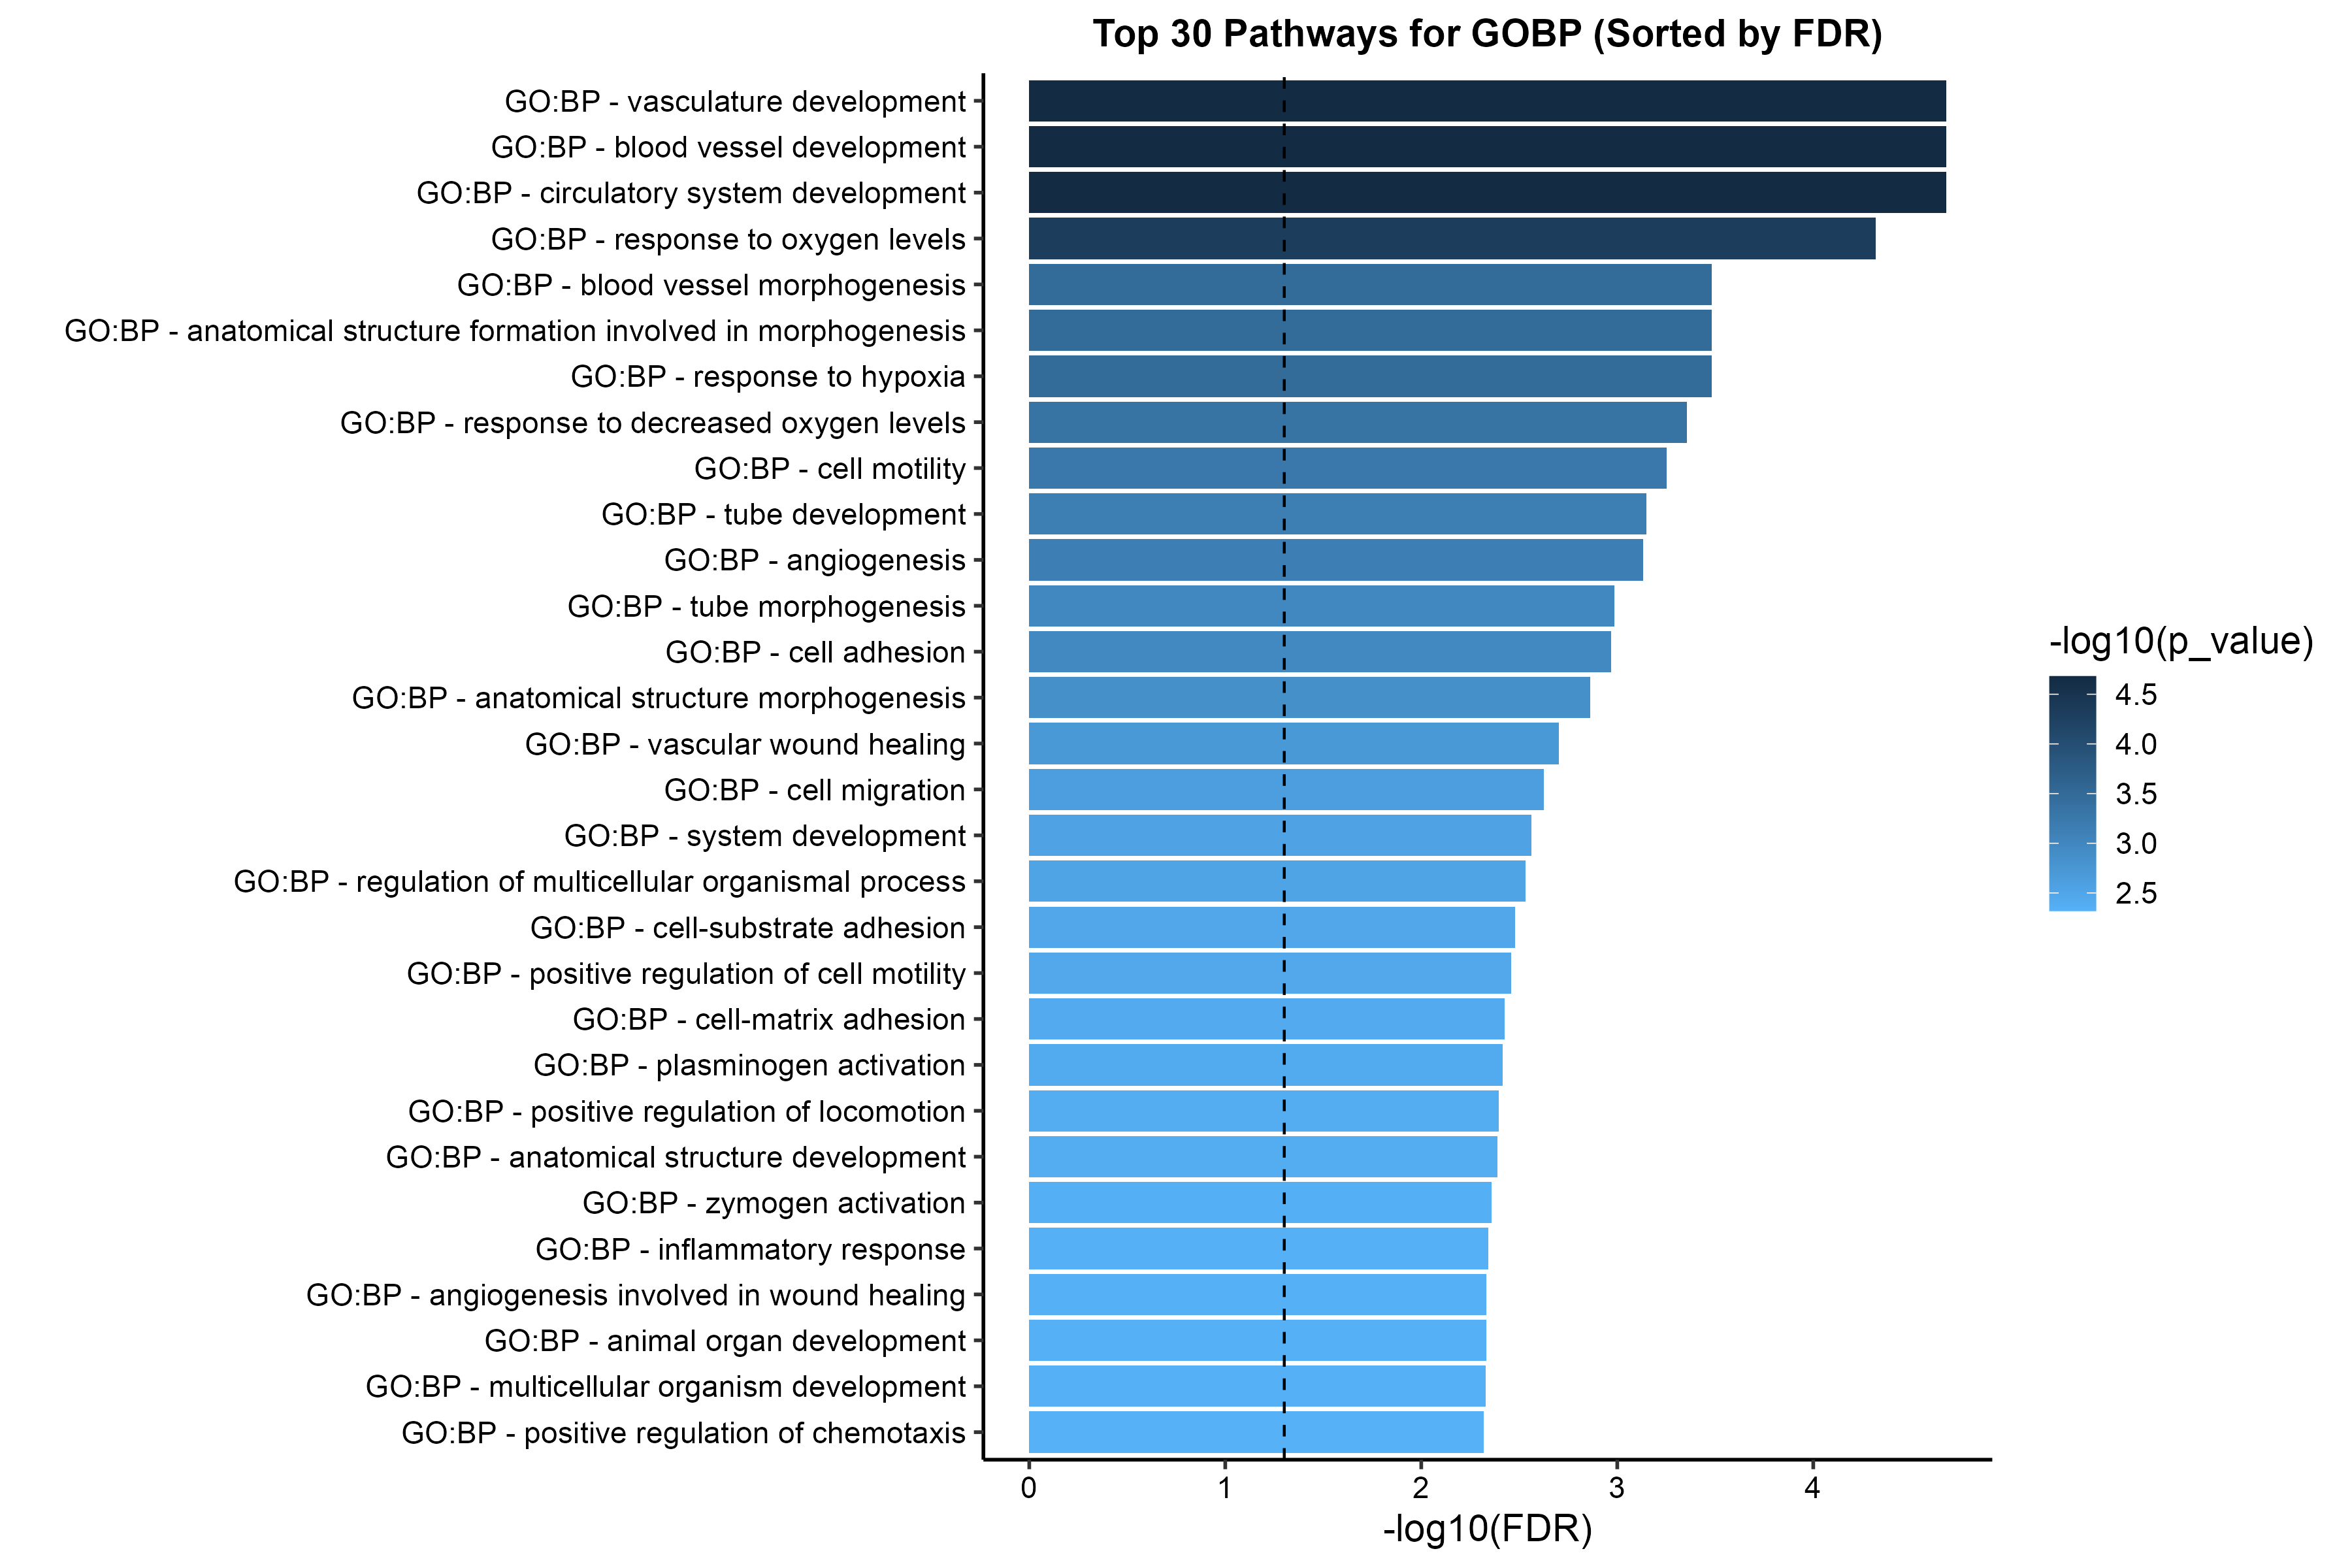 Top 30 Pathways for GOBP (Sorted by FDR)
GO:BP - vasculature development
GO:BP - blood vessel development
GO:BP - circulatory system development
GO:BP - response to oxygen levels
GO:BP - blood vessel morphogenesis
GO:BP - anatomical structure formation involved in morphogenesis
GO:BP - response to hypoxia
GO:BP - response to decreased oxygen levels
GO:BP - cell motility
GO:BP - tube development
GO:BP - angiogenesis
GO:BP - tube morphogenesis
GO:BP - cell adhesion
GO:BP - anatomical structure morphogenesis
GO:BP - vascular wound healing
GO:BP - cell migration
GO:BP - system development
GO:BP - regulation of multicellular organismal process
GO:BP - cell-substrate adhesion
GO:BP - positive regulation of cell motility
GO:BP - cell-matrix adhesion
GO:BP - plasminogen activation
GO:BP - positive regulation of locomotion
GO:BP - anatomical structure development
GO:BP - zymogen activation
GO:BP - inflammatory response
GO:BP - angiogenesis involved in wound healing
GO:BP - animal organ development
GO:BP - multicellular organism development
GO:BP - positive regulation of chemotaxis
0 1 2 3 4
-log10(FDR)
-log10(p_value)
4.5
4.0
3.5
3.0
2.5